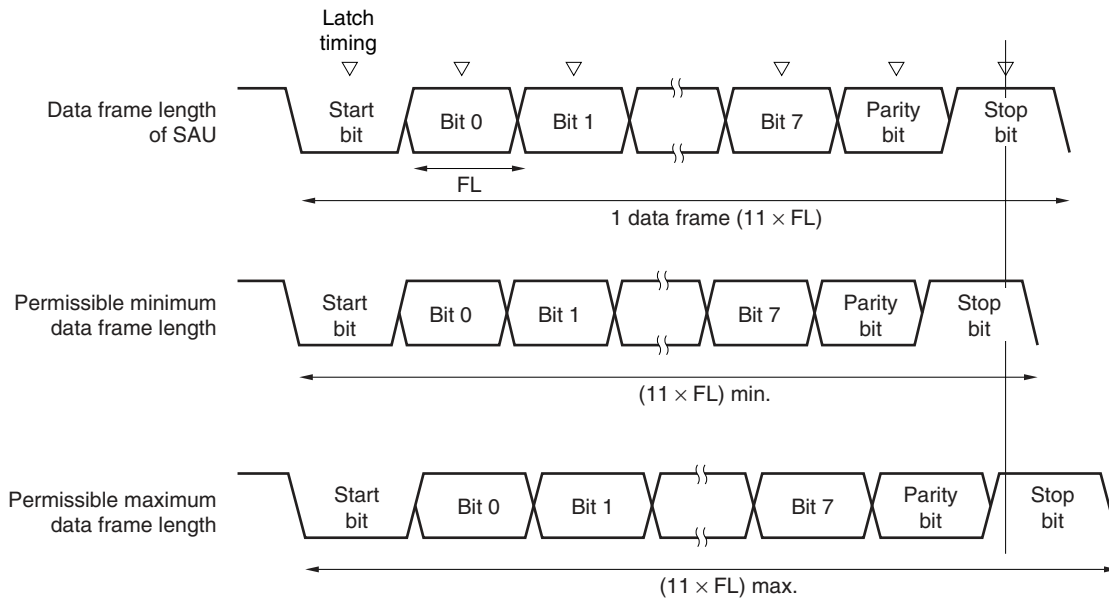 Latch
timing
Data frame length
of SAU
Start
bit
Bit 0
Bit 1
Bit 7
Parity
bit
Stop
bit
FL
1 data frame (11 × FL)
Permissible minimum
data frame length
Start
bit
Bit 0
Bit 1
Bit 7
Parity
bit
Stop
bit
(11 × FL) min.
Permissible maximum
data frame length
Start
bit
Bit 0
Bit 1
Bit 7
Parity
bit
Stop
bit
(11 × FL) max.